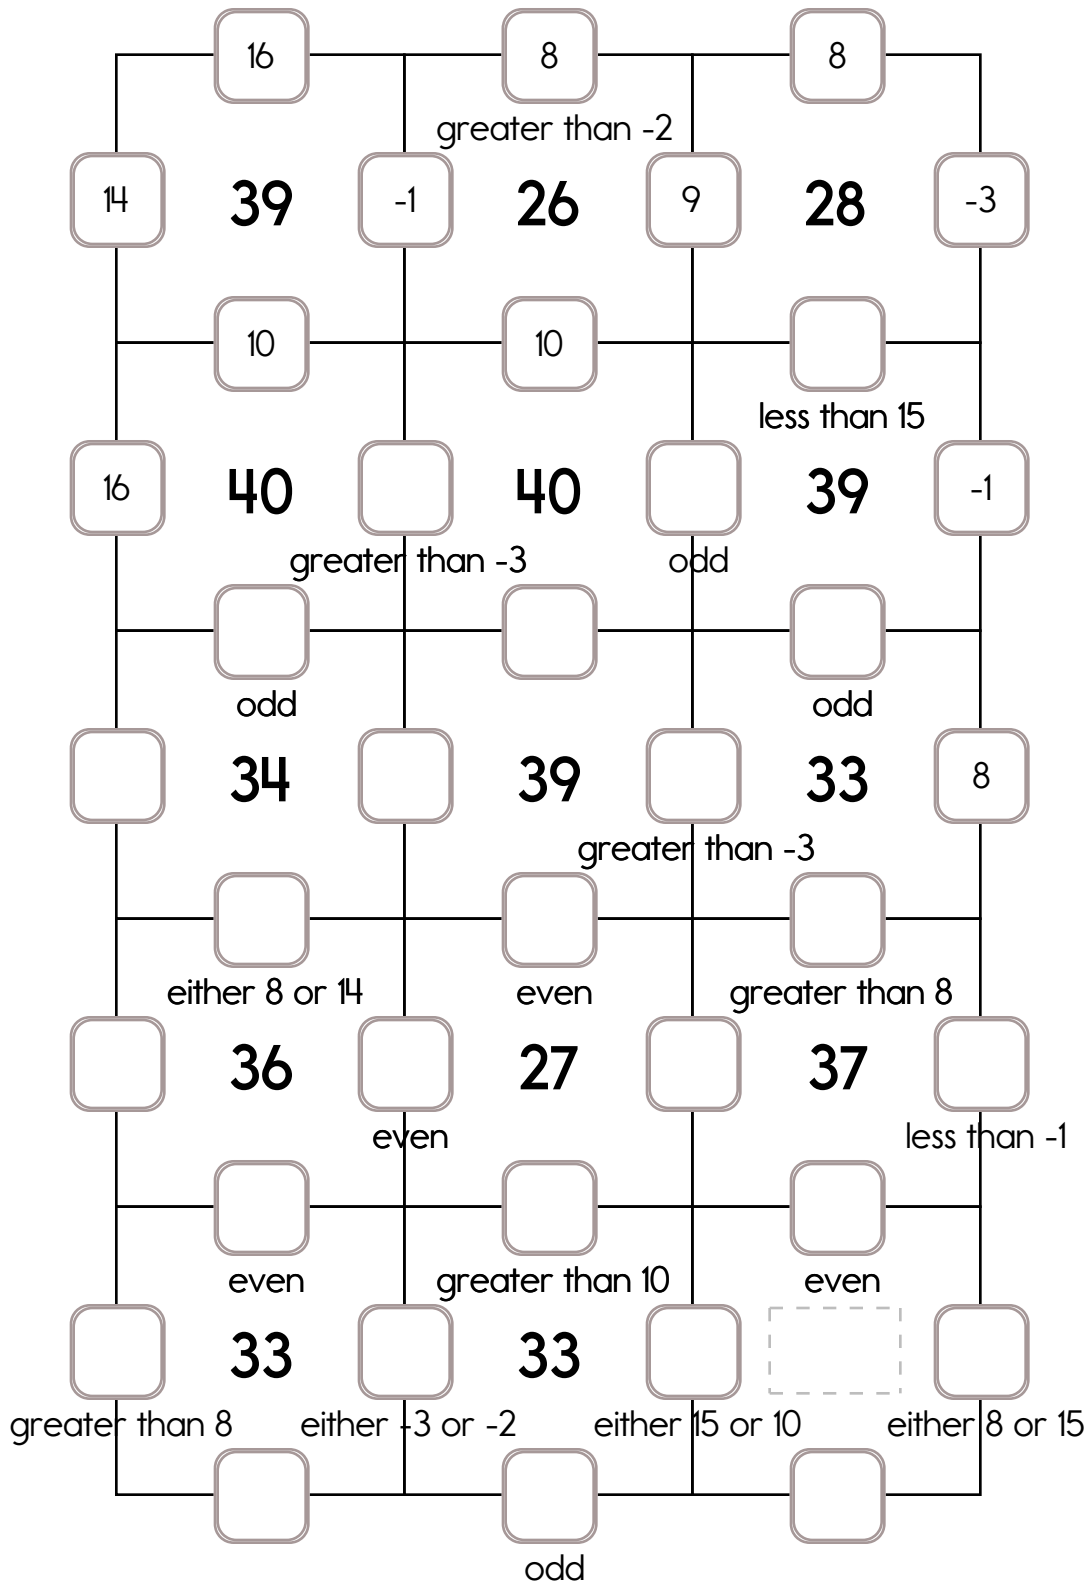 16 8 8
greater than -2
14 39 -1 26 9 28 -3
10 10
less than 15
16 40 40 39 -1
greater than -3 odd
odd odd
34 39 33 8
greater than -3
either 8 or 14 even greater than 8
36 27 37
even less than -1
even greater than 10 even
33 33
greater than 8 either -3 or -2 either 15 or 10 either 8 or 15
odd